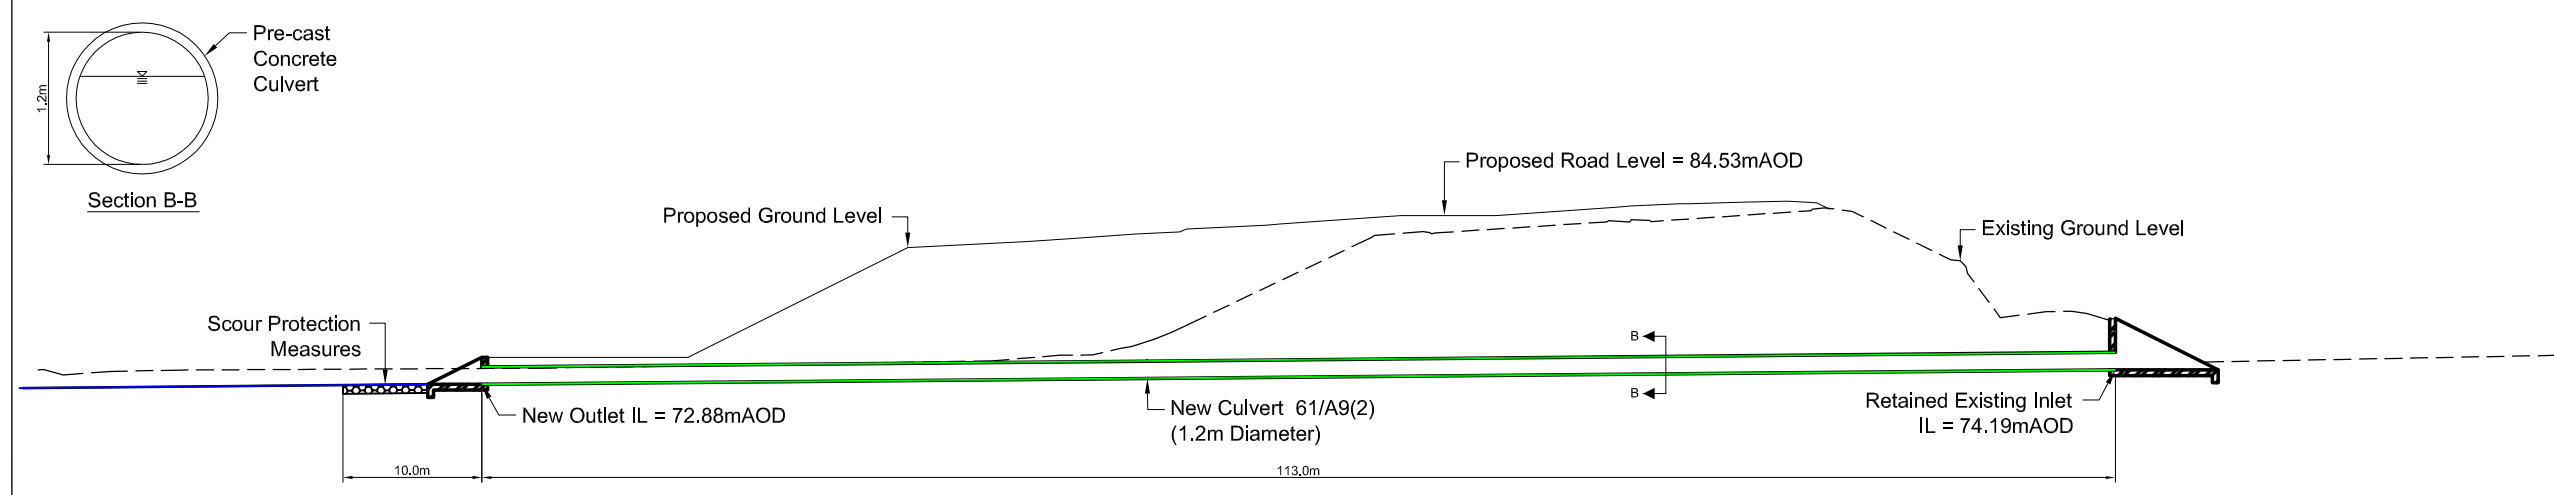 Pre-cast
Concrete
Culvert
1.2m
Section B-B
Proposed Road Level = 84.53mAOD
Proposed Ground Level
Existing Ground Level
Scour Protection
Measures
B
B
New Outlet IL = 72.88mAOD
New Culvert 61/A9(2)
(1.2m Diameter)
Retained Existing Inlet
IL = 74.19mAOD
10.0m
113.0m